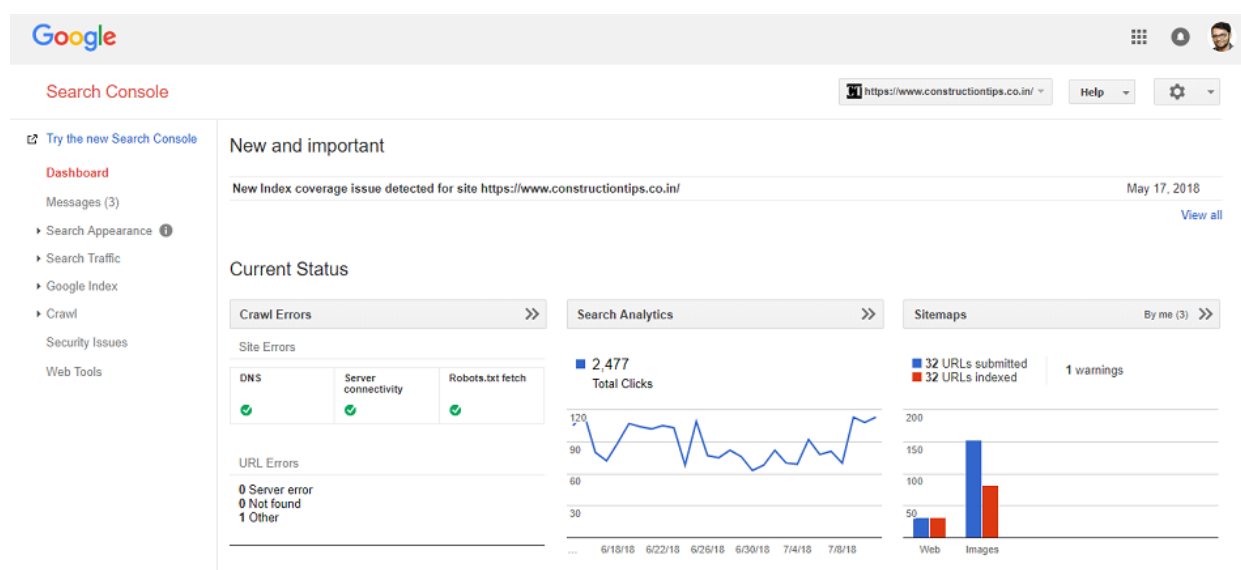 Google
Search Console
https://www.constructiontips.co.in/
Help
Try the new Search Console
Dashboard
Messages (3)
Search Appearance
Search Traffic
Google Index
Crawl
Security Issues
Web Tools
New and important
New Index coverage issue detected for site https://www.constructiontips.co.in/ May 17, 2018
View all
Current Status
Crawl Errors
Site Errors
DNS
Server
connectivity
Robots.txt fetch
URL Errors
0 Server error
0 Not found
1 Other
Search Analytics
2,477
Total Clicks
120
90
60
30
... 6/18/18 6/22/18 6/26/18 6/30/18 7/4/18 7/8/18
Sitemaps By me (3)
32 URLs submitted
32 URLs indexed
1 warnings
200
150
100
50
Web Images